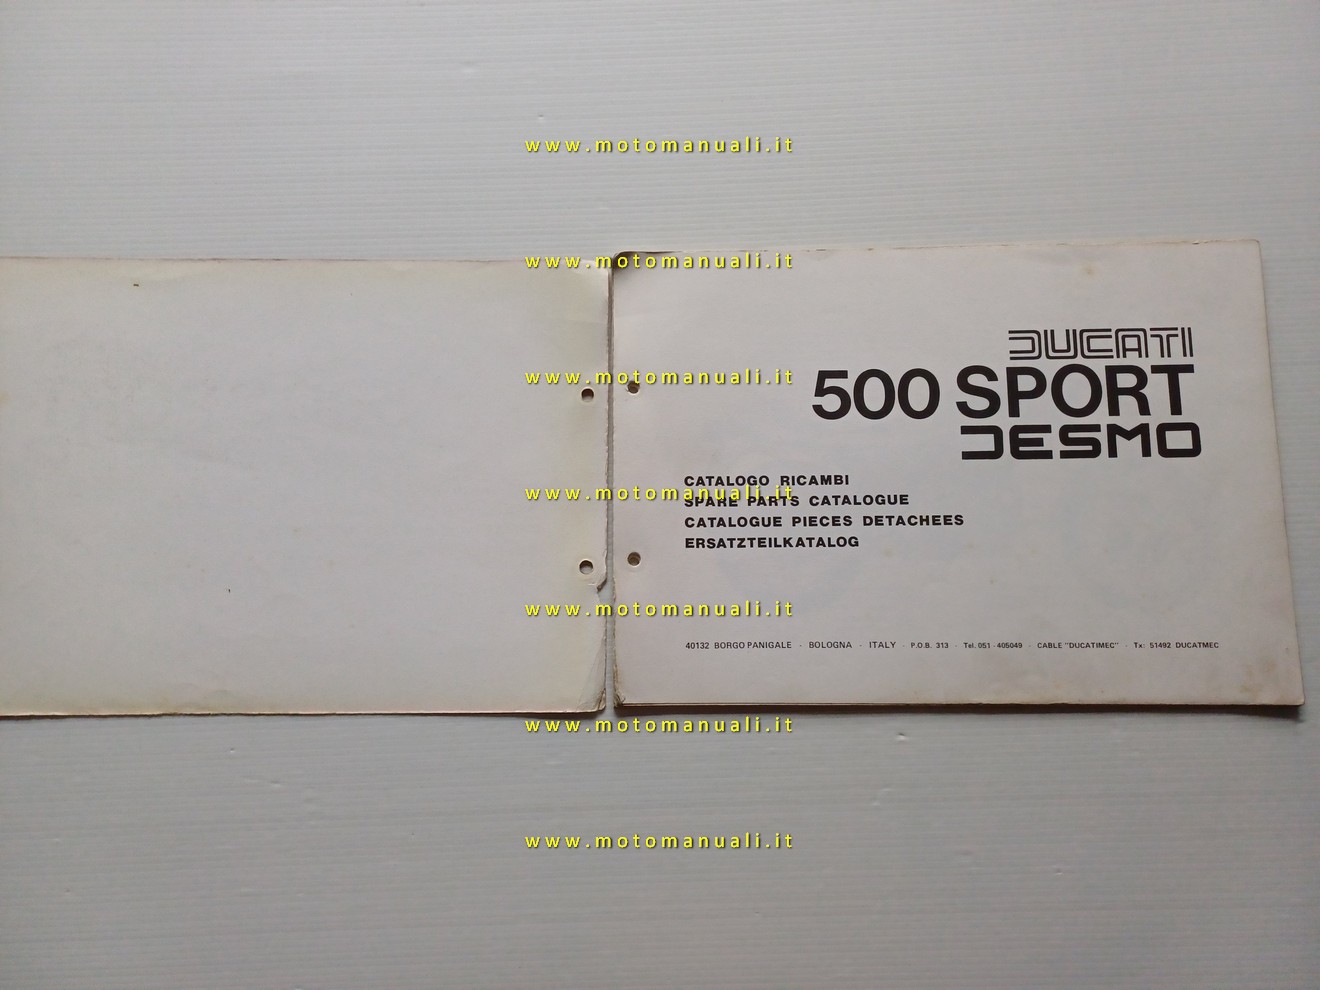 www.motomanuali.it
www.motomanuali.it
DUCATI
www.motomanuali.it
500 SPORT
DESMO
CATALOGO RICAMBI
www.motomanuali.it
SPARE PARTS CATALOGUE
CATALOGUE PIECES DETACHEES
ERSATZTEILKATALOG
www.motomanuali.it
40132 BORGO PANIGALE - BOLOGNA - ITALY - P.O.B. 313 - Tel. 051 - 405049 - CABLE "DUCATIMEC" - Tx: 51492 DUCATMEC
www.motomanuali.it
www.motomanuali.it